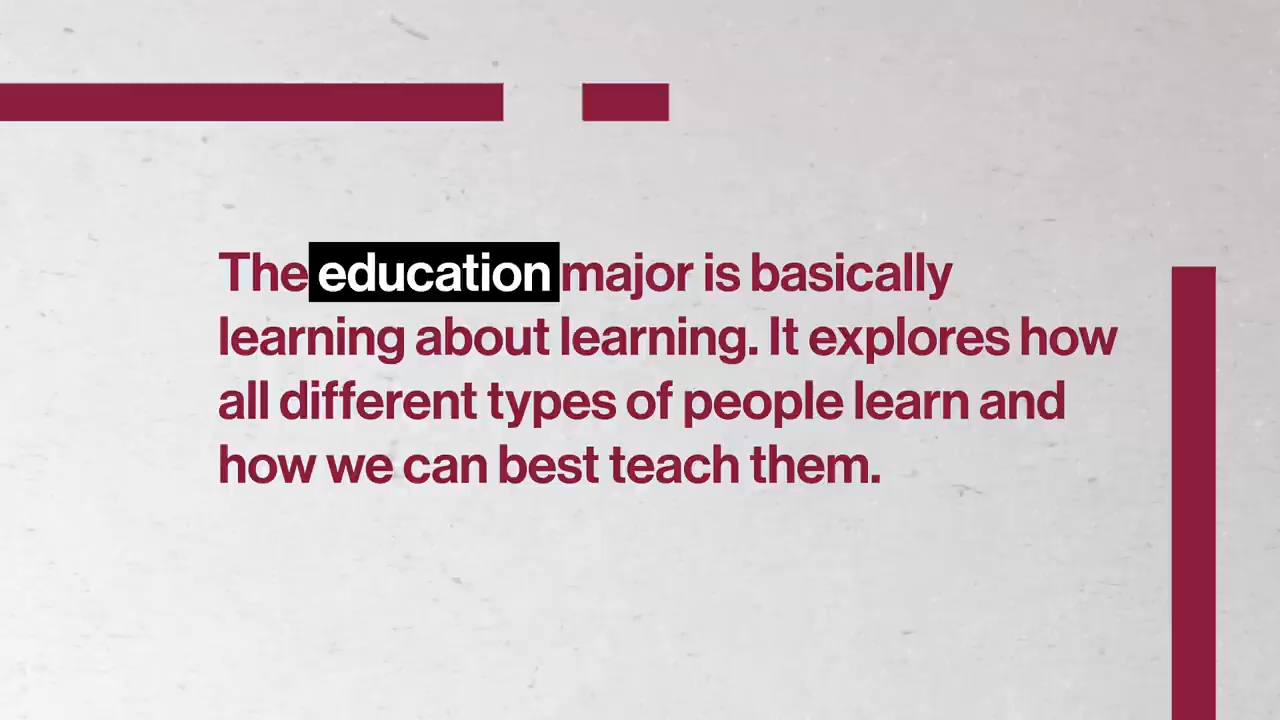 The education major is basically
learning about learning. It explores how
all different types of people learn and
how we can best teach them.